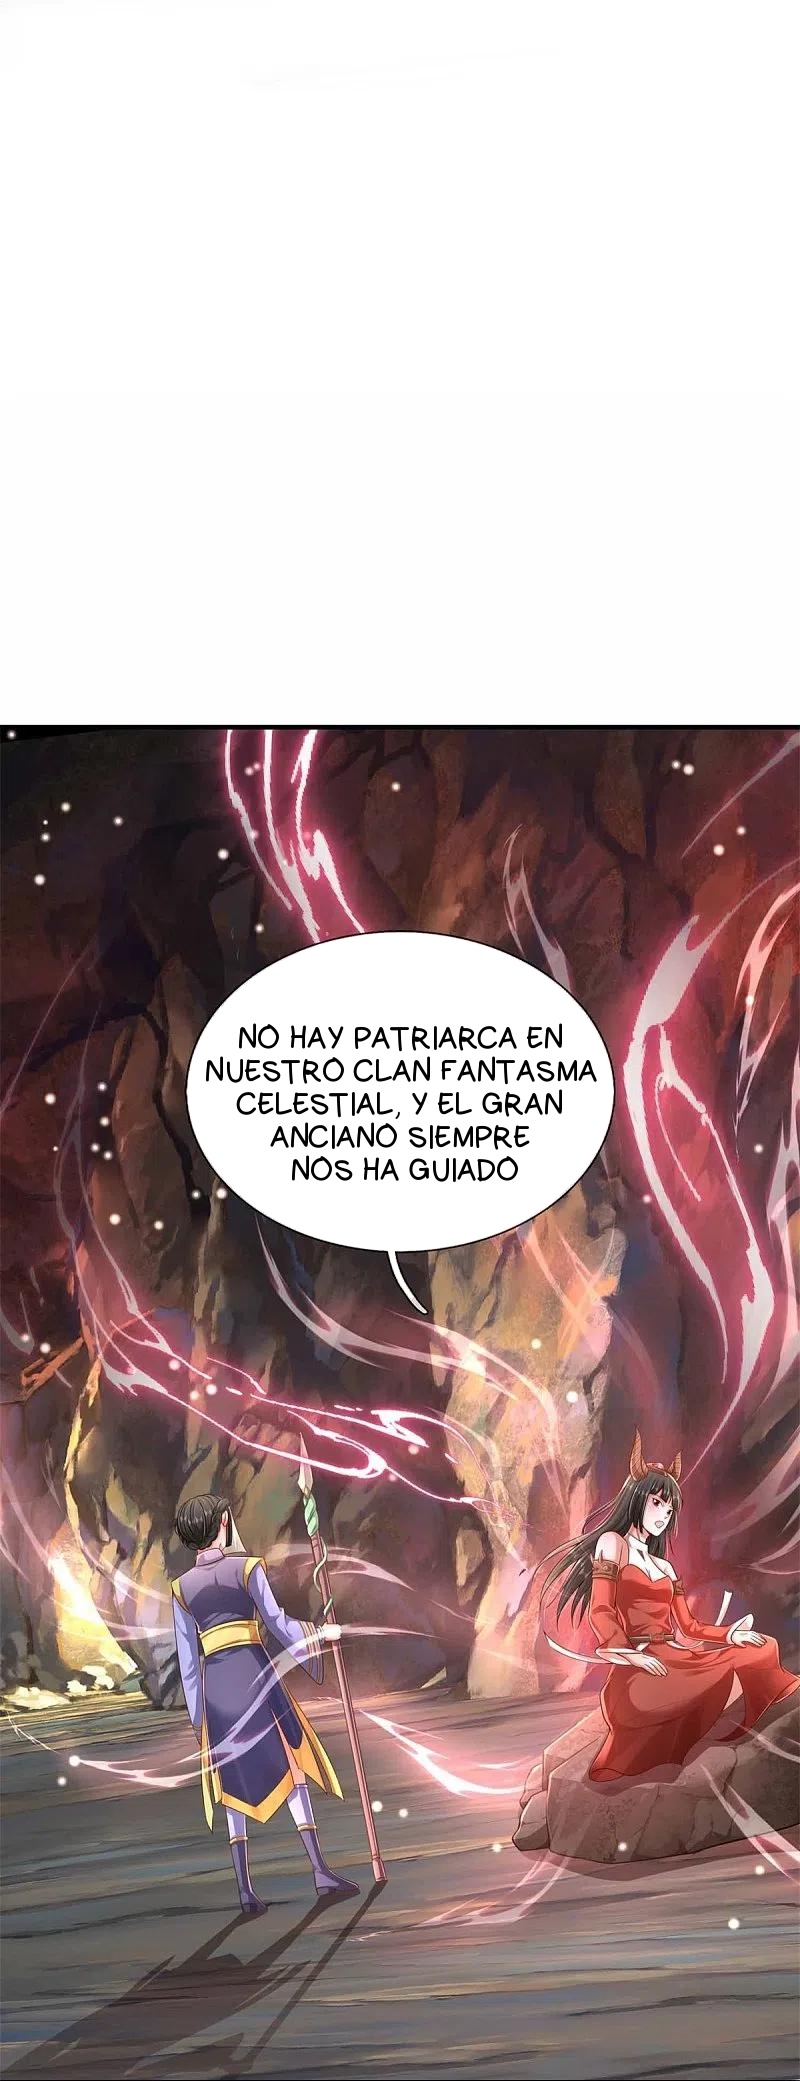 NO HAY PATRIARCA EN
NUESTRO CLAN FANTASMA
CELESTIAL, Y EL GRAN
ANCIANO SIEMPRE
NOS HA GUIADO